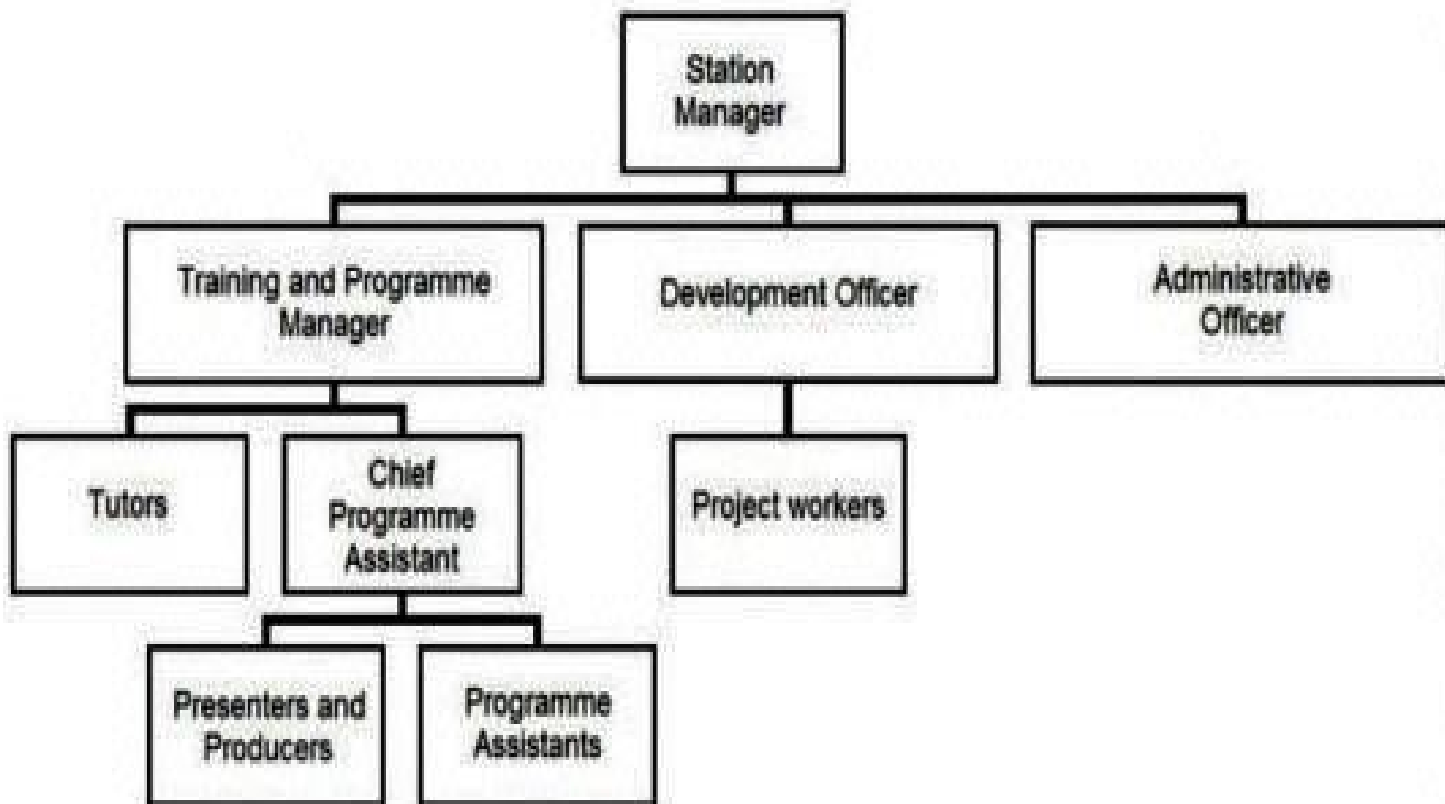 Station
Manager
Training and Programme
Manager
Development Officer
Administrative
Officer
Tutors
Chief
Programme
Assistant
Project workers
Presenters and
Producers
Programme
Assistants